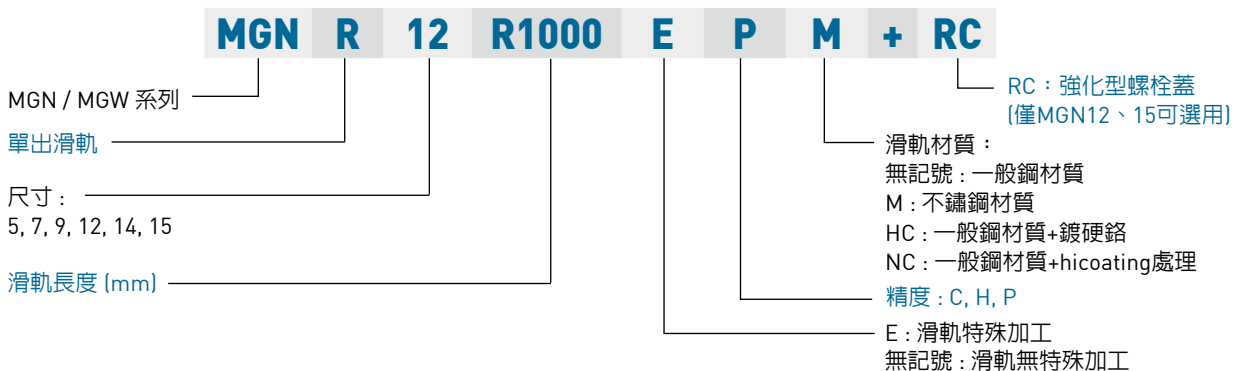 MGN R 12 R1000 E P M + RC
MGN / MGW 系列
單出滑軌
尺寸 :
5, 7, 9, 12, 14, 15
滑軌長度 (mm)
RC：強化型螺栓蓋
(僅MGN12、15可選用)
滑軌材質：
無記號 : 一般鋼材質
M : 不鏽鋼材質
HC : 一般鋼材質+鍍硬鉻
NC : 一般鋼材質+hicoating處理
精度 : C, H, P
E : 滑軌特殊加工
無記號 : 滑軌無特殊加工